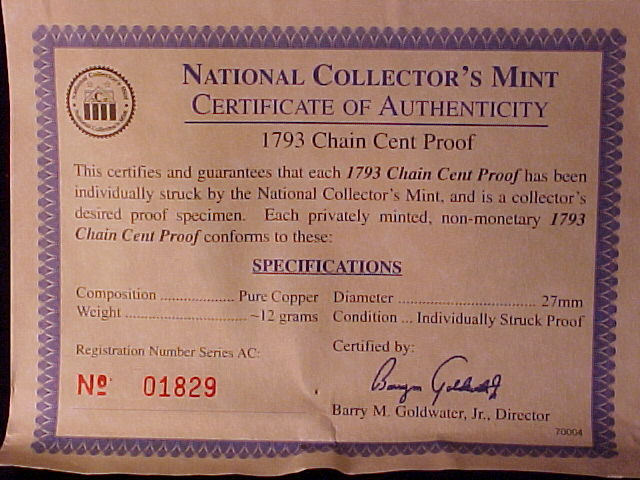 NATIONAL COLLECTOR'S MINT
CERTIFICATE OF AUTHENTICITY
1793 Chain Cent Proof
This certifies and guarantees that each 1793 Chain Cent Proof has been
individually struck by the National Collector's Mint, and is a collector's
desired proof specimen. Each privately minted, non-monetary 1793
Chain Cent Proof conforms to these:
SPECIFICATIONS
Composition .................. Pure Copper
Weight .............................. ~12 grams
Diameter .................................. 27mm
Condition ... Individually Struck Proof
Registration Number Series AC:
Nº 01829
Certified by:
Barry M. Goldwater, Jr., Director
70004